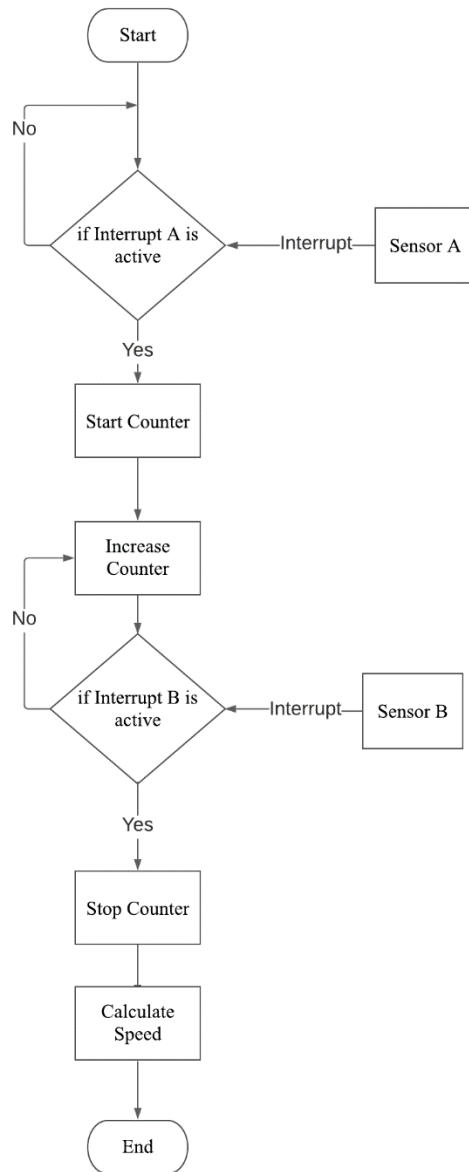 Start
No
if Interrupt A is
active
Interrupt
Sensor A
Yes
Start Counter
Increase
Counter
No
if Interrupt B is
active
Interrupt
Sensor B
Yes
Stop Counter
Calculate
Speed
End